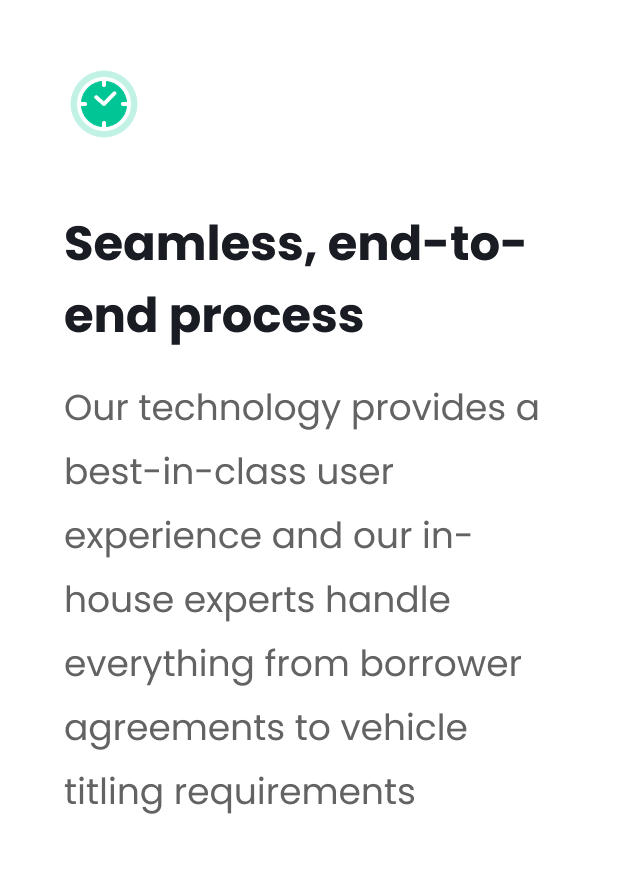 Seamless, end-to-
end process
Our technology provides a
best-in-class user
experience and our in-
house experts handle
everything from borrower
agreements to vehicle
titling requirements